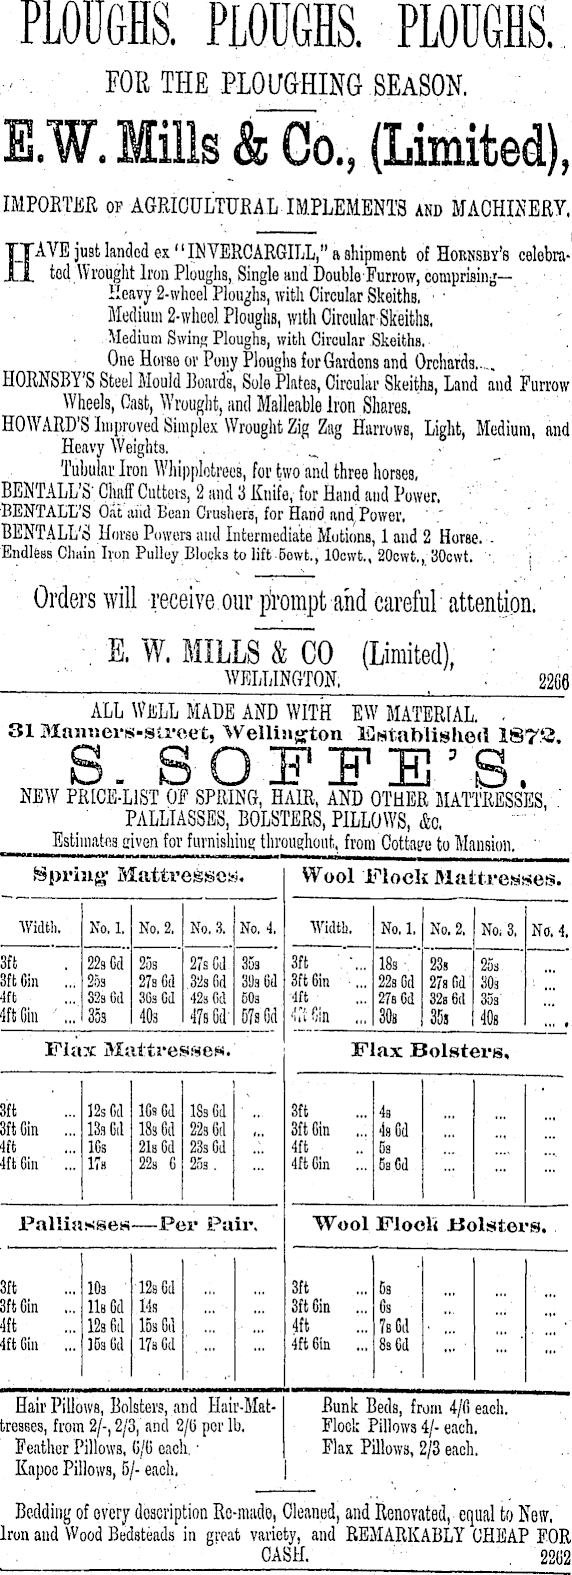 PLOUGHS. PLOUGHS. PLOUGHS.
FOR THE PLOUGHING SEASON.
E. W. Mills & Co., (Limited),
IMPORTER OF AGRICULTURAL IMPLEMENTS AND MACHINERY.
HAVE just landed ex "INVERCARGILL," a shipment of HORNSBY'S celebra-
ted Wrought Iron Ploughs, Single and Double Furrow, comprising—
Heavy 2-wheel Ploughs, with Circular Skeiths.
Medium 2-wheel Ploughs, with Circular Skeiths.
Medium Swing Ploughs, with Circular Skeiths.
One Horse or Pony Ploughs for Gardens and Orchards.
HORNSBY'S Steel Mould Boards, Sole Plates, Circular Skeiths, Land and Furrow
Wheels, Cast, Wrought, and Malleable Iron Shares.
HOWARD'S Improved Simplex Wrought Zig Zag Harrows, Light, Medium, and
Heavy Weights.
Tubular Iron Whippletrees, for two and three horses,
BENTALL'S Chaff Cutters, 2 and 3 Knife, for Hand and Power.
BENTALL'S Oat and Bean Crushers, for Hand and Power.
BENTALL'S Horse Powers and Intermediate Motions, 1 and 2 Horse.
Endless Chain Iron Pulley Blocks to lift 5cwt., 10cwt., 20cwt., 30cwt.
Orders will receive our prompt and careful attention.
E. W. MILLS & CO (Limited),
WELLINGTON. 2266
ALL WELL MADE AND WITH EW MATERIAL.
31 Manners-street, Wellington Established 1872.
S. SOFFE'S.
NEW PRICE-LIST OF SPRING, HAIR, AND OTHER MATTRESSES,
PALLIASSES, BOLSTERS, PILLOWS, &c.
Estimates given for furnishing throughout, from Cottage to Mansion.
Spring Mattresses.
Width. No. 1. No. 2. No. 3. No. 4.
3ft . 22s 6d 25s 27s 6d 35s
3ft 6in ... 25s 27s 6d 32s 6d 39s 6d
4ft ... 32s 6d 36s 6d 42s 6d 50s
4ft 6in ... 35s 40s 47s 6d 57s 6d
Wool Flock Mattresses.
Width. No. 1. No. 2. No. 3. No. 4.
3ft ... 18s 23s 25s ...
3ft 6in ... 22s 6d 27s 6d 30s ...
4ft ... 27s 6d 32s 6d 35s ...
4ft 6in ... 30s 35s 40s ...
Flax Mattresses.
3ft ... 12s 6d 16s 6d 18s 6d ..
3ft 6in ... 13s 6d 18s 6d 22s 6d ...
4ft ... 16s 21s 6d 23s 6d ...
4ft 6in ... 17s 22s 6 25s . ...
Flax Bolsters.
3ft ... 4s ... ... ...
3ft 6in ... 4s 6d ... ... ...
4ft .. 5s ... ... ...
4ft 6in ... 5s 6d ... ... ...
Palliasses—Per Pair.
3ft ... 10s 12s 6d ... ...
3ft 6in ... 11s 6d 14s ... ...
4ft ... 12s 6d 15s 6d ... ...
4ft 6in ... 15s 6d 17s 6d ... ...
Wool Flock Bolsters.
3ft ... 5s ... ... ...
3ft 6in ... 6s ... ... ...
4ft ... 7s 6d ... ... ...
4ft 6in ... 8s 6d ... ... ...
Hair Pillows, Bolsters, and Hair-Mat-
tresses, from 2/-, 2/3, and 2/6 per lb.
Feather Pillows, 6/6 each.
Kapoc Pillows, 5/- each.
Bunk Beds, from 4/6 each.
Flock Pillows 4/- each.
Flax Pillows, 2/3 each.
Bedding of every description Re-made, Cleaned, and Renovated, equal to New.
Iron and Wood Bedsteads in great variety, and REMARKABLY CHEAP FOR
CASH. 2262